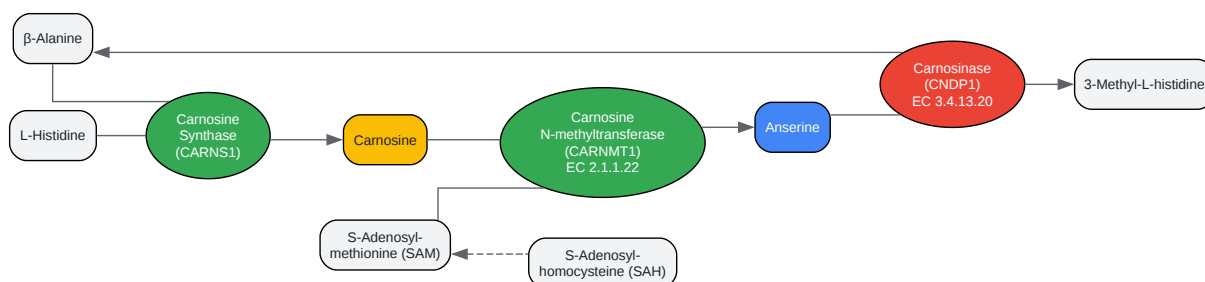 β-Alanine
L-Histidine
Carnosine
Synthase
(CARNS1)
Carnosine
Carnosine
N-methyltransferase
(CARNMT1)
EC 2.1.1.22
S-Adenosyl-
methionine (SAM)
S-Adenosyl-
homocysteine (SAH)
Anserine
Carnosinase
(CNDP1)
EC 3.4.13.20
3-Methyl-L-histidine